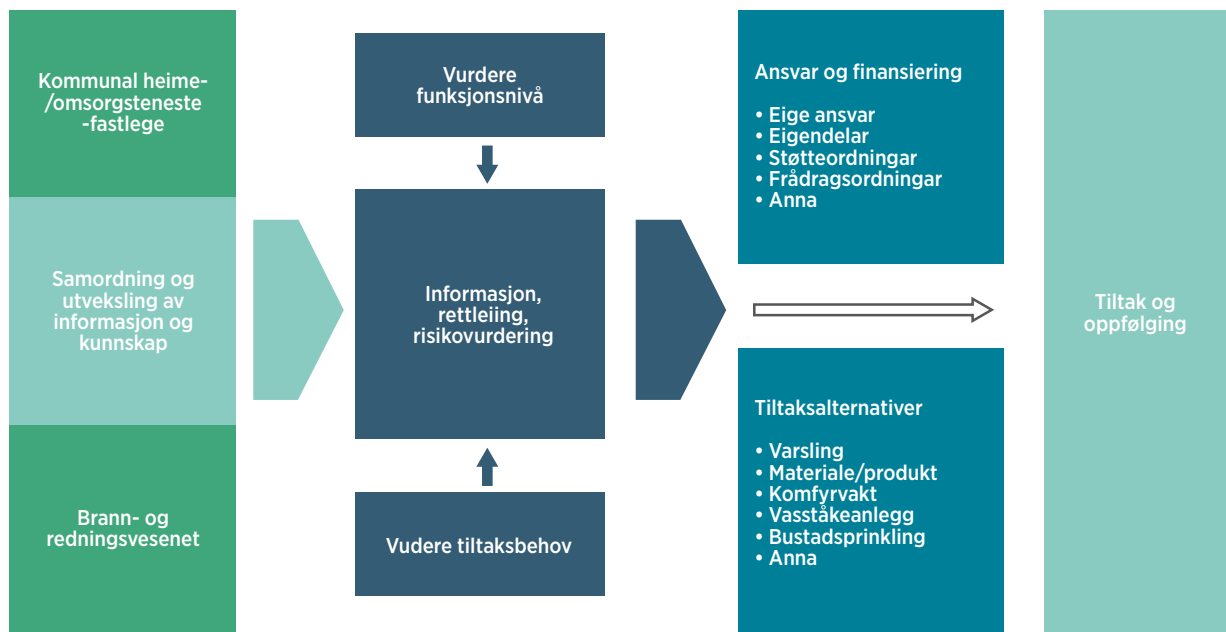 Kommunal heime-
/omsorgsteneste
-fastlege
Samordning og
utveksling av
informasjon og
kunnskap
Brann- og
redningsvesenet
Vurdere
funksjonsnivå
Informasjon,
rettleiing,
risikovurdering
Vudere tiltaksbehov
Ansvar og finansiering
• Eige ansvar
• Eigendelar
• Støtteordningar
• Frådragsordningar
• Anna
Tiltaksalternativer
• Varsling
• Materiale/produkt
• Komfyrvakt
• Vasståkeanlegg
• Bustadsprinkling
• Anna
Tiltak og
oppfølging